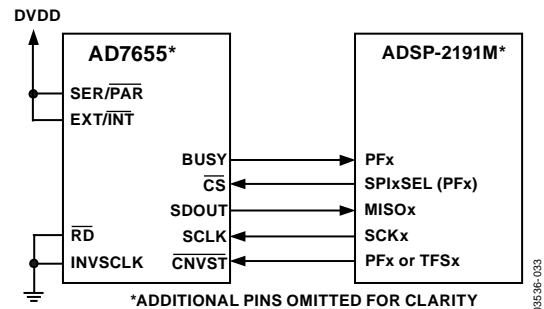 DVDD
AD7655*
ADSP-2191M*
SER/PAR
EXT/INT
BUSY
PFx
CS
SPIxSEL (PFx)
SDOUT
MISOx
RD
SCLK
SCKx
INVSCLK
CNVST
PFx or TFSx
*ADDITIONAL PINS OMITTED FOR CLARITY
03536-033